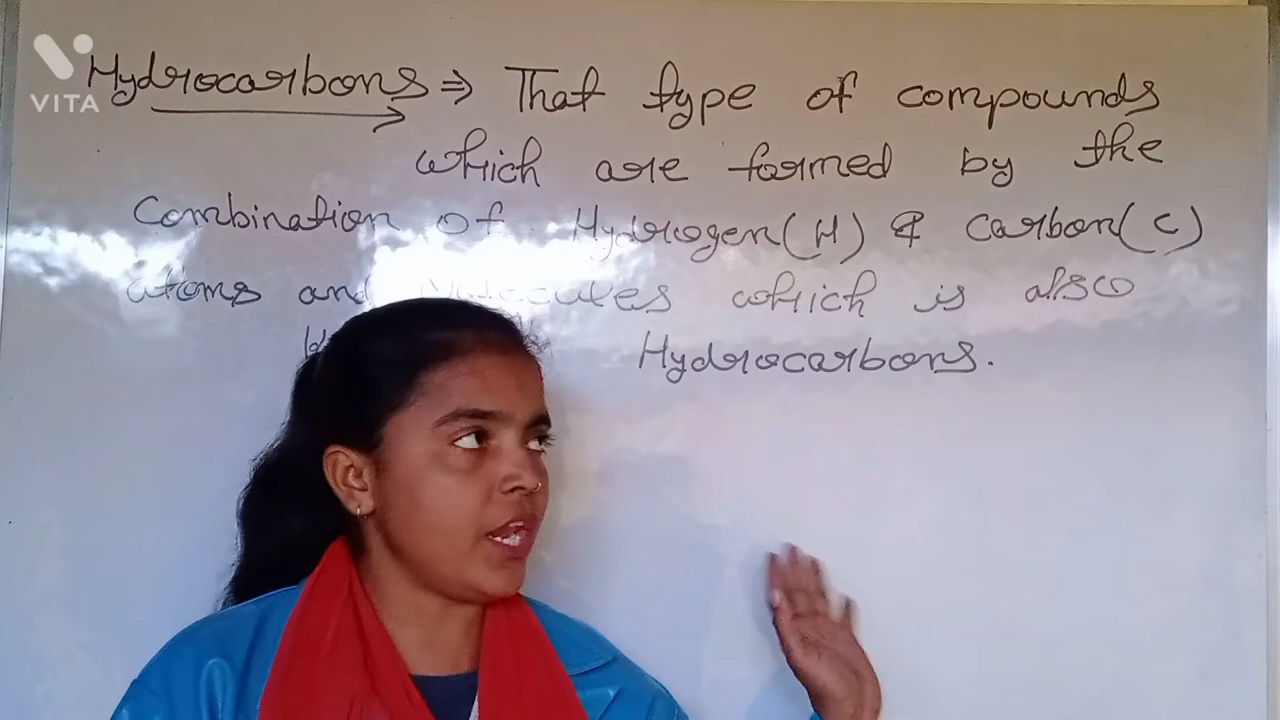 VITA
Hydrocarbons ⇒ That type of compounds
which are formed by the
Combination of Hydrogen(H) & Carbon(C)
atoms and Molecules which is also
Hydrocarbons.